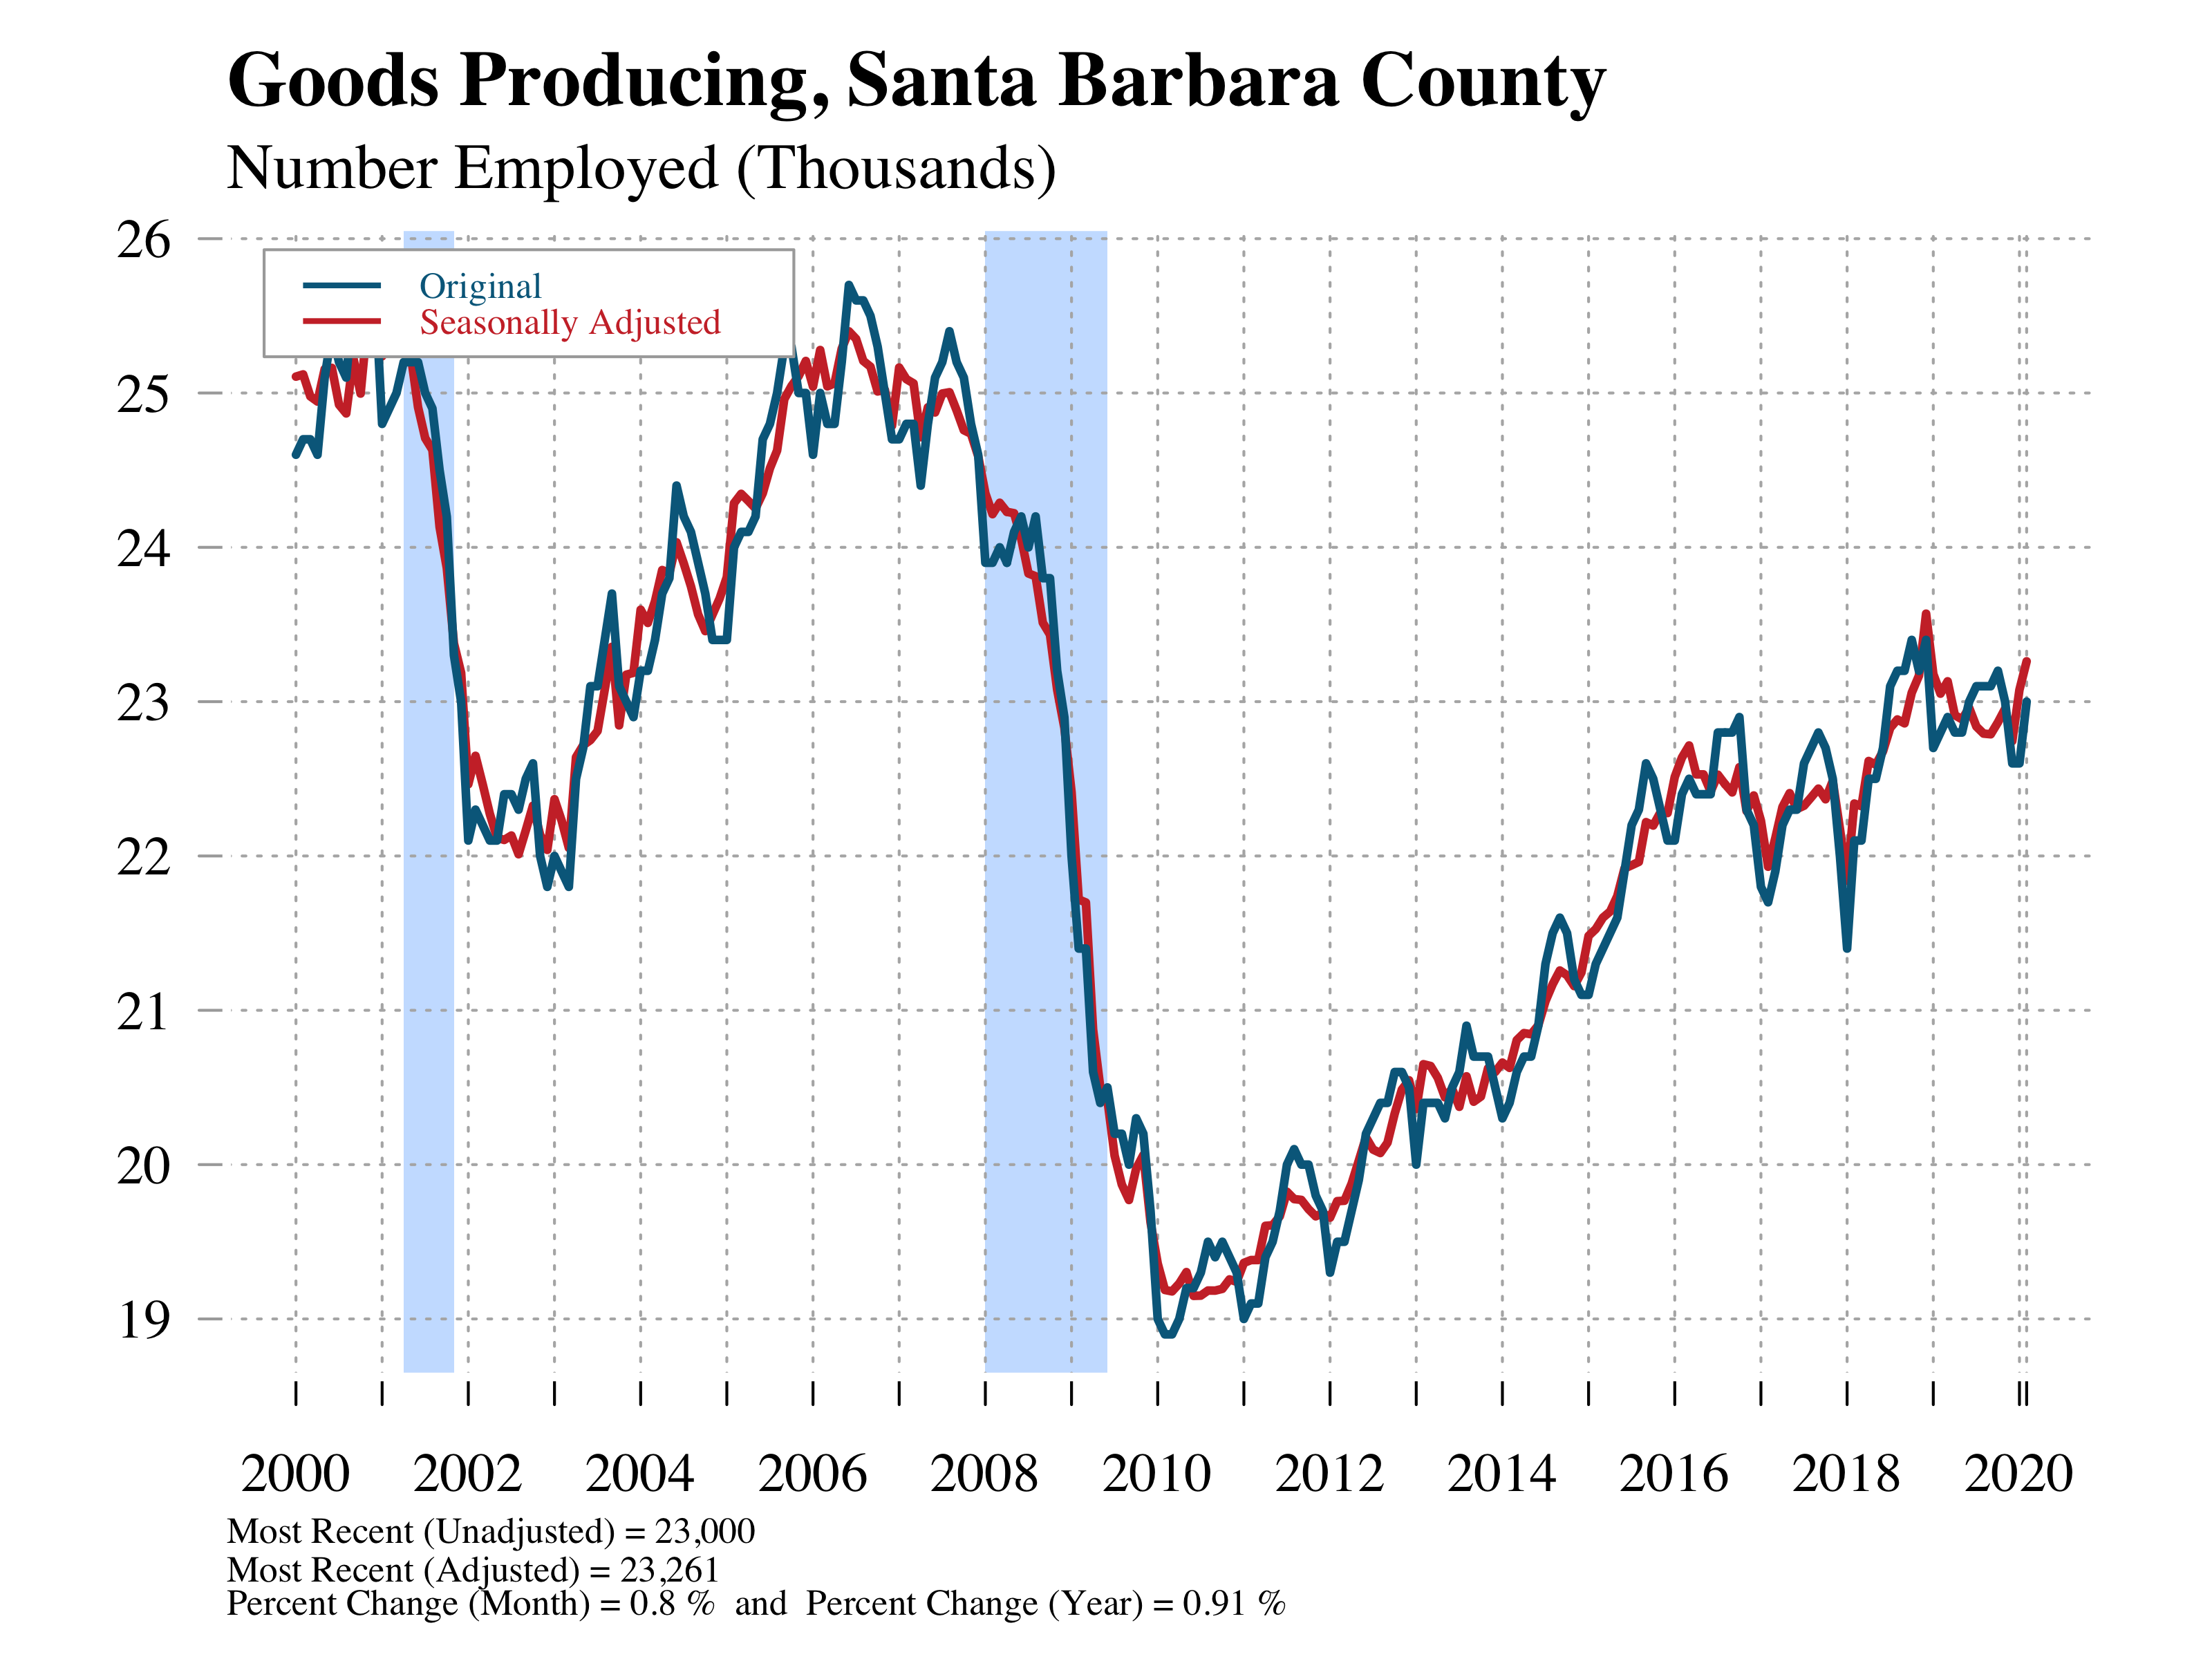 Goods Producing, Santa Barbara County
Number Employed (Thousands)
26
25
24
23
22
21
20
19
Original
Seasonally Adjusted
2000 2002 2004 2006 2008 2010 2012 2014 2016 2018 2020
Most Recent (Unadjusted) = 23,000
Most Recent (Adjusted) = 23,261
Percent Change (Month) = 0.8 % and Percent Change (Year) = 0.91 %